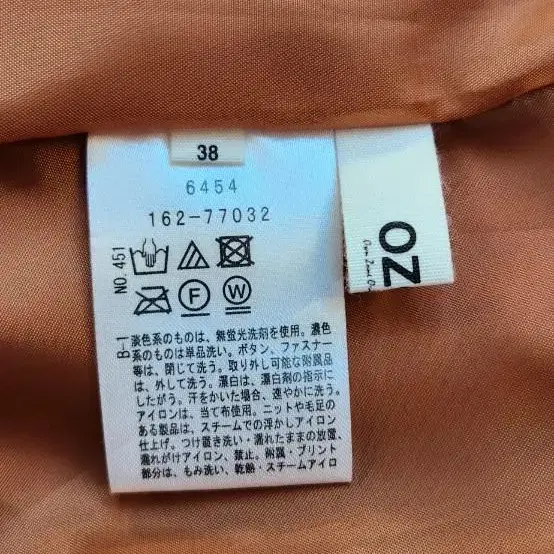 38
6454
162-77032
NO.451
F
W
B-1
淡色系のものは、無蛍光洗剤を使用。濃色
系のものは単品洗い。ボタン、ファスナー
等は、閉じて洗う。取り外し可能な附属品
は、外して洗う。漂白は、漂白剤の指示に
したがう。汗をかいた場合、速やかに洗う。
アイロンは、当て布使用。ニットや毛足の
ある製品は、スチームでの浮かしアイロン
仕上げ。つけ置き洗い・濡れたままの放置、
濡れがけアイロン、禁止。附属・プリント
部分は、もみ洗い、乾熱・スチームアイロ
OZ